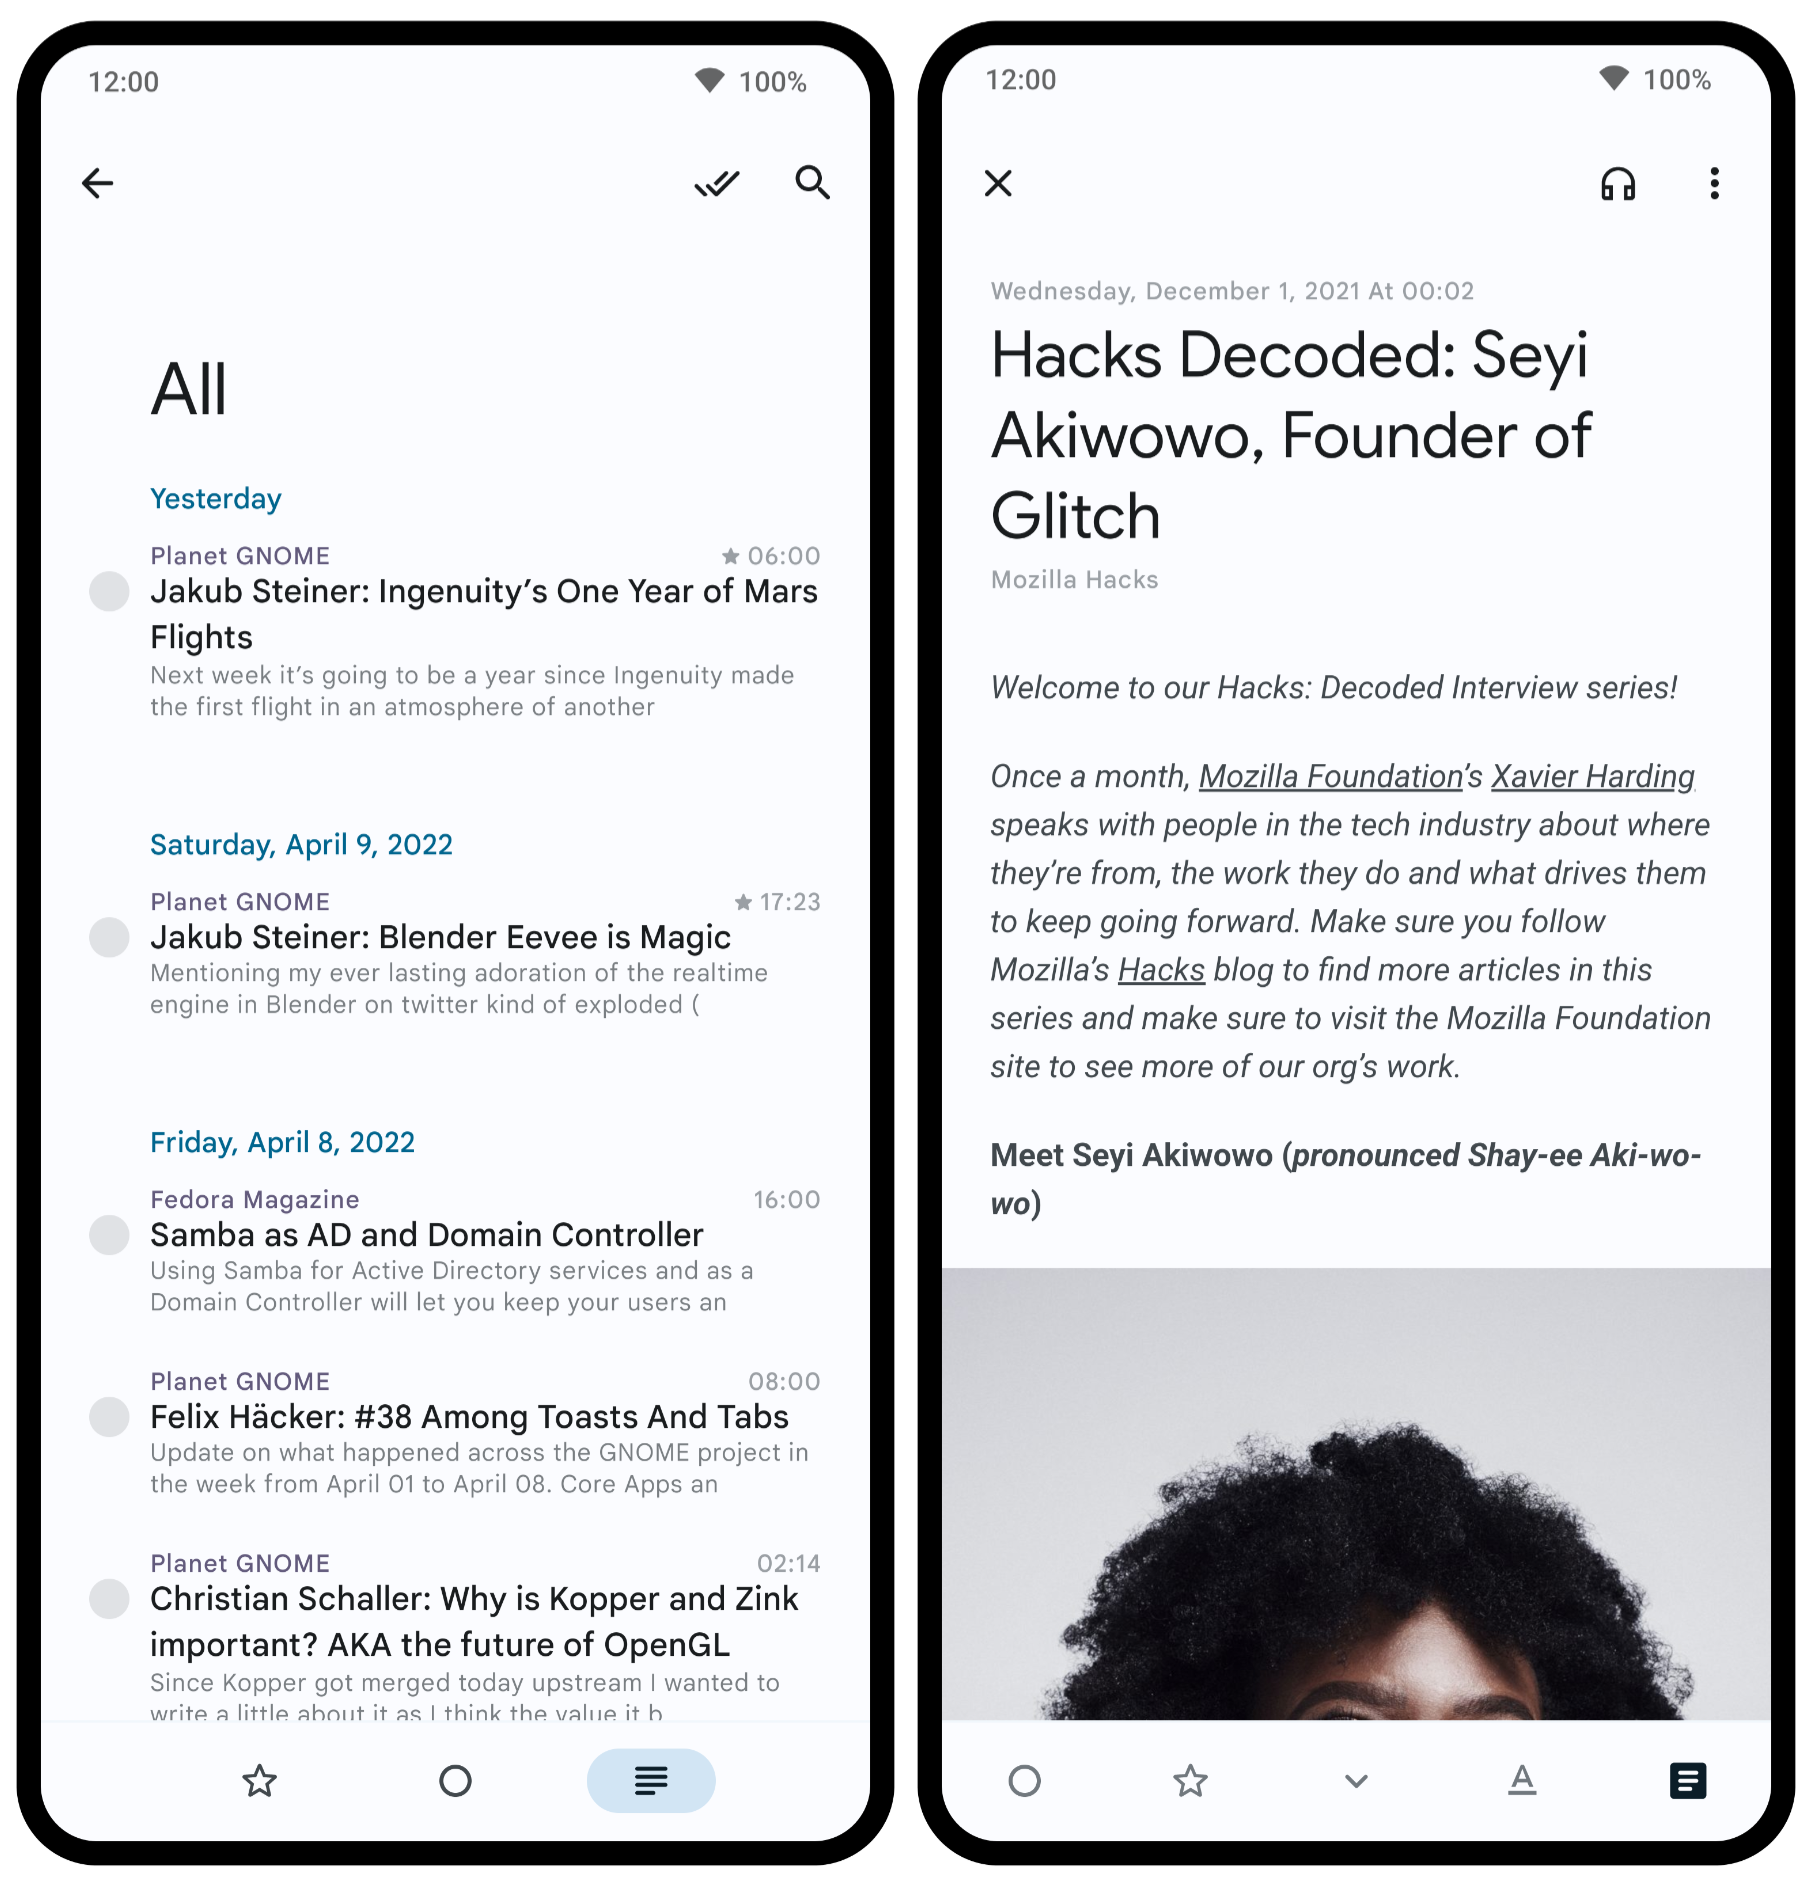 12:00
100%
All
Yesterday
Planet GNOME
★ 06:00
Jakub Steiner: Ingenuity’s One Year of Mars
Flights
Next week it’s going to be a year since Ingenuity made
the first flight in an atmosphere of another
Saturday, April 9, 2022
Planet GNOME
★ 17:23
Jakub Steiner: Blender Eevee is Magic
Mentioning my ever lasting adoration of the realtime
engine in Blender on twitter kind of exploded (
Friday, April 8, 2022
Fedora Magazine
16:00
Samba as AD and Domain Controller
Using Samba for Active Directory services and as a
Domain Controller will let you keep your users an
Planet GNOME
08:00
Felix Häcker: #38 Among Toasts And Tabs
Update on what happened across the GNOME project in
the week from April 01 to April 08. Core Apps an
Planet GNOME
02:14
Christian Schaller: Why is Kopper and Zink
important? AKA the future of OpenGL
Since Kopper got merged today upstream I wanted to
write a little about it as I think the value it b
12:00
100%
Wednesday, December 1, 2021 At 00:02
Hacks Decoded: Seyi
Akiwowo, Founder of
Glitch
Mozilla Hacks
Welcome to our Hacks: Decoded Interview series!
Once a month, Mozilla Foundation’s Xavier Harding
speaks with people in the tech industry about where
they’re from, the work they do and what drives them
to keep going forward. Make sure you follow
Mozilla’s Hacks blog to find more articles in this
series and make sure to visit the Mozilla Foundation
site to see more of our org’s work.
Meet Seyi Akiwowo (pronounced Shay-ee Aki-wo-
wo)
A